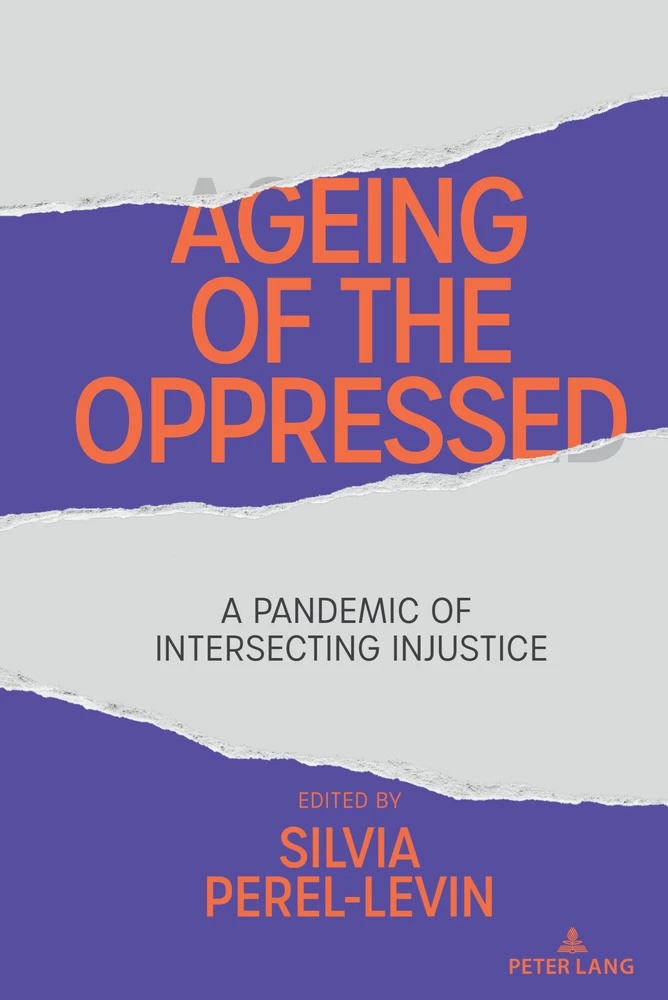 AGEING
OF THE
OPPRESSED
A PANDEMIC OF
INTERSECTING INJUSTICE
EDITED BY
SILVIA
PEREL-LEVIN
PETER LANG